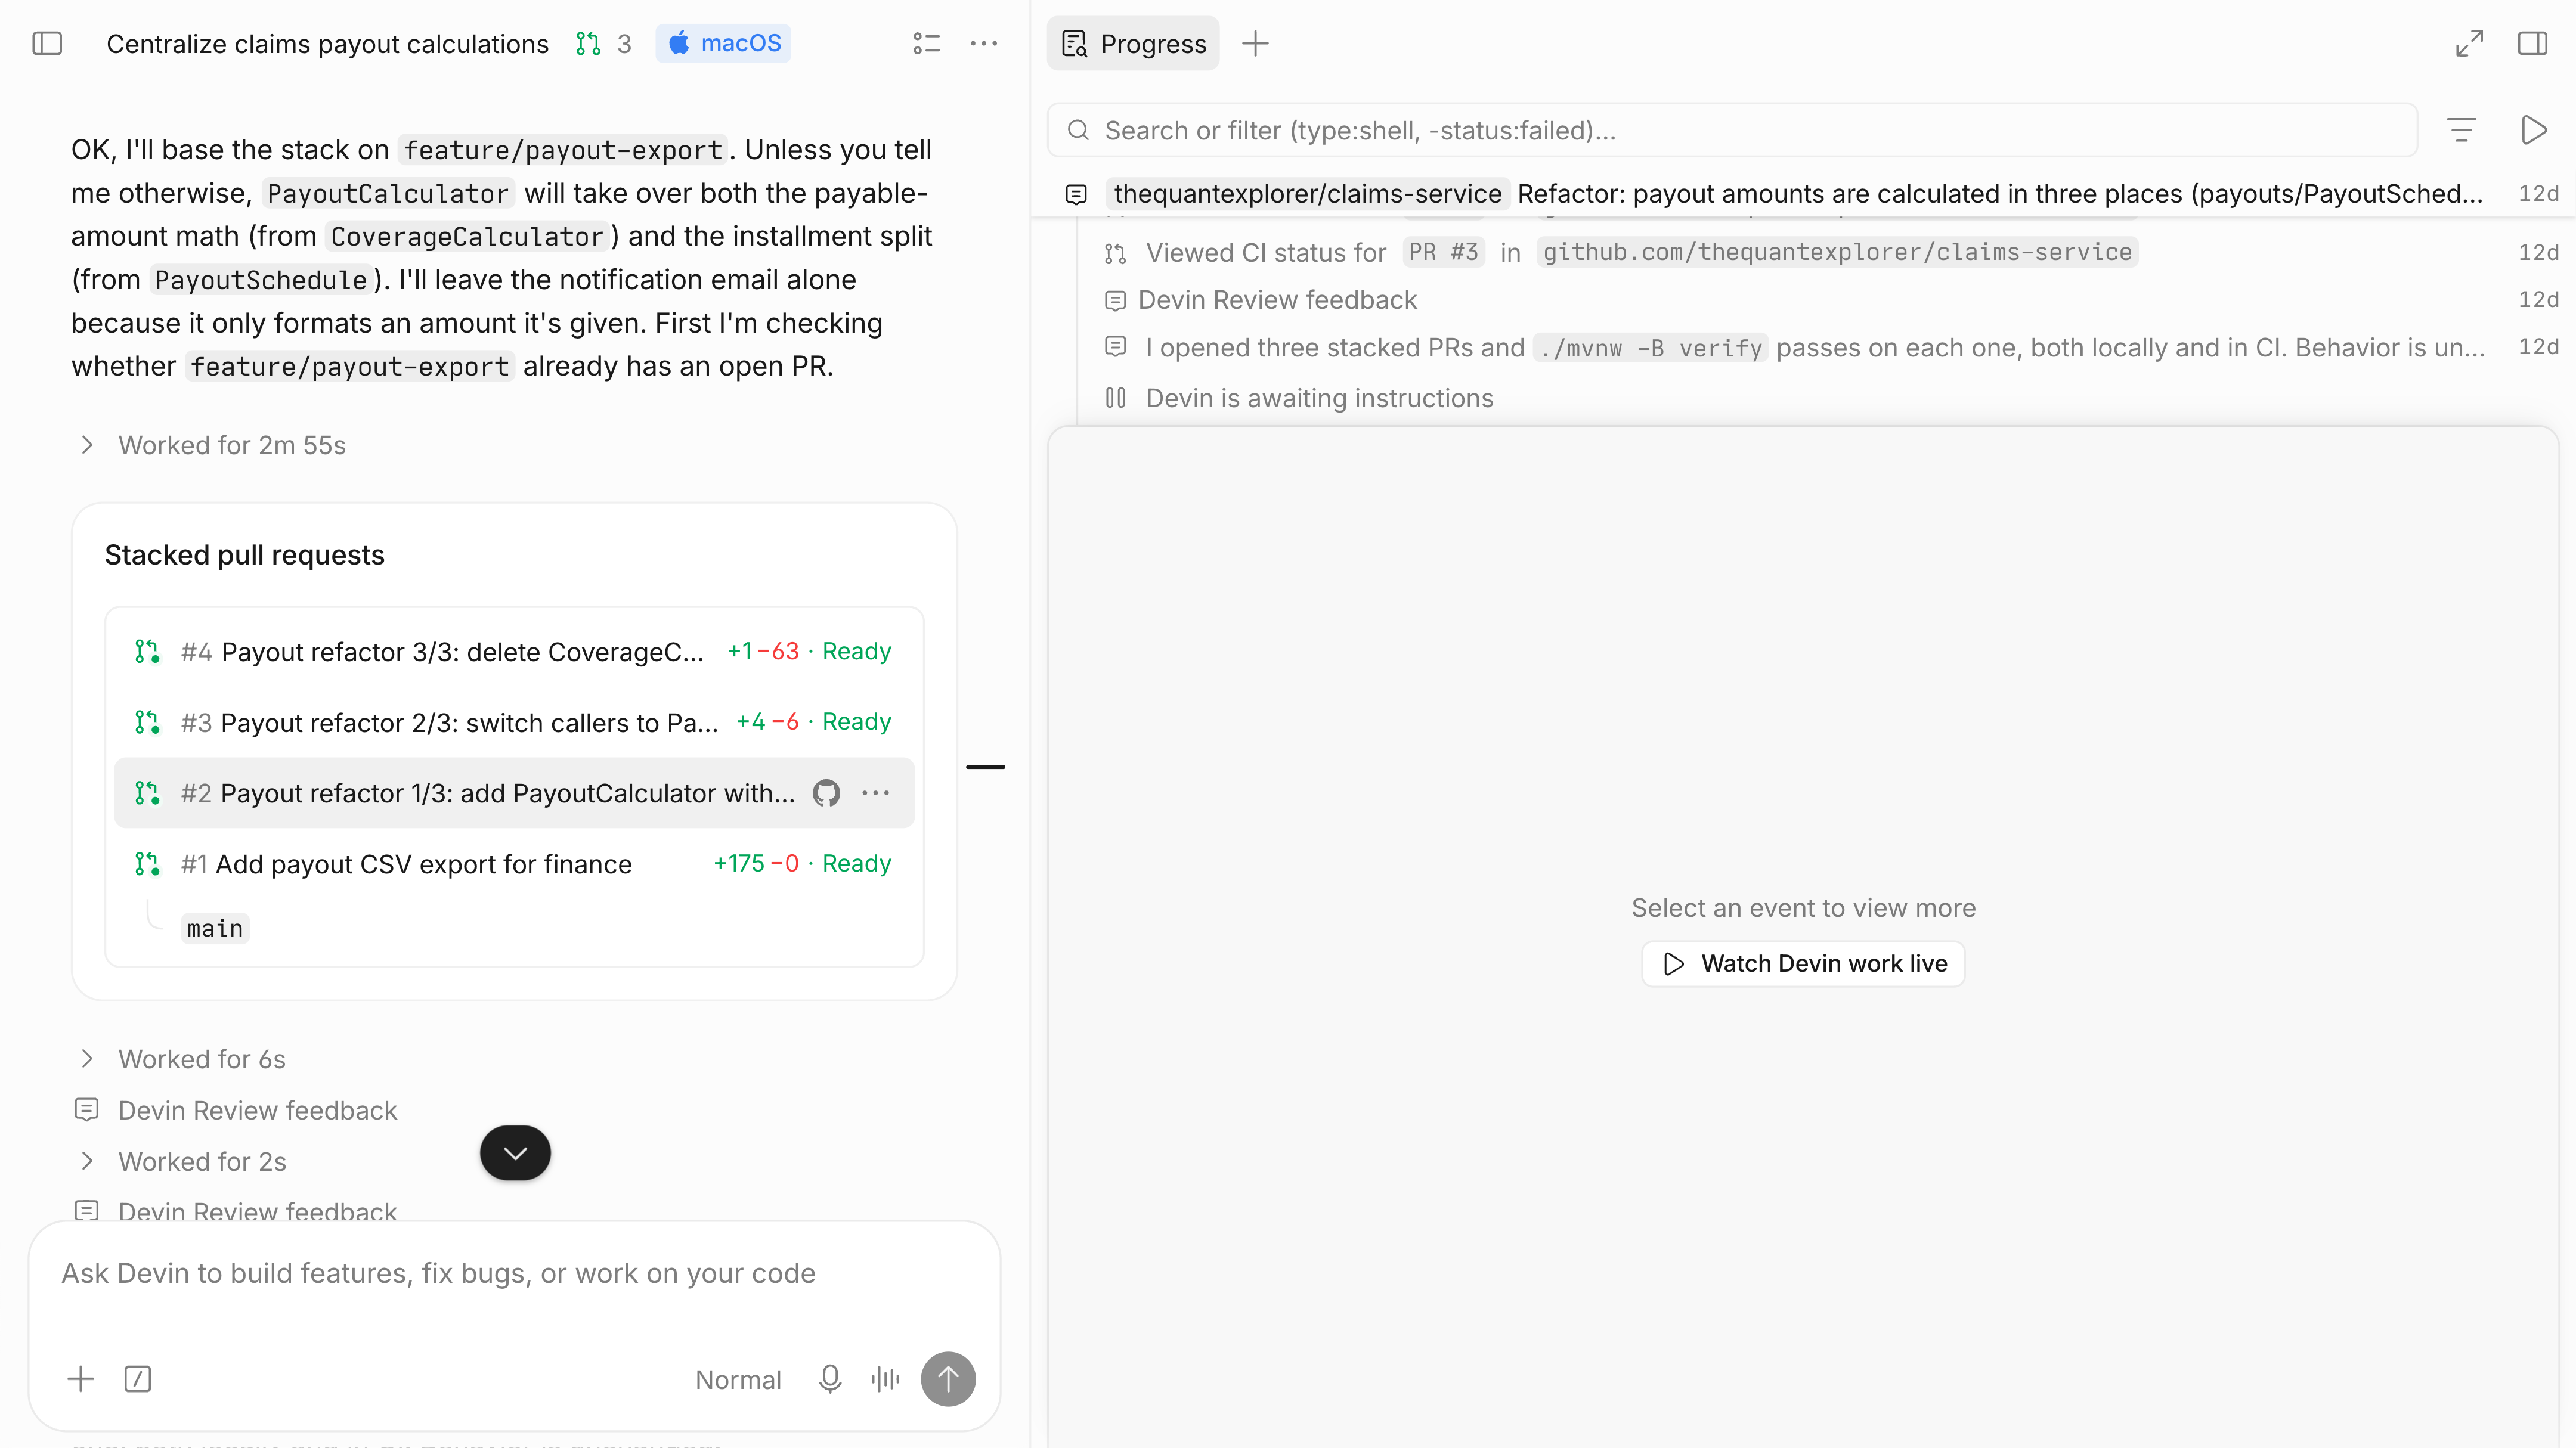 Centralize claims payout calculations 3 macOS
OK, I'll base the stack on feature/payout-export. Unless you tell
me otherwise, PayoutCalculator will take over both the payable-
amount math (from CoverageCalculator) and the installment split
(from PayoutSchedule). I'll leave the notification email alone
because it only formats an amount it's given. First I'm checking
whether feature/payout-export already has an open PR.
Worked for 2m 55s
Stacked pull requests
#4 Payout refactor 3/3: delete CoverageC... +1 −63 · Ready
#3 Payout refactor 2/3: switch callers to Pa... +4 −6 · Ready
#2 Payout refactor 1/3: add PayoutCalculator with...
#1 Add payout CSV export for finance +175 −0 · Ready
main
Worked for 6s
Devin Review feedback
Worked for 2s
Devin Review feedback
Ask Devin to build features, fix bugs, or work on your code
Normal
Progress
Search or filter (type:shell, -status:failed)...
thequantexplorer/claims-service Refactor: payout amounts are calculated in three places (payouts/PayoutSched... 12d
Viewed CI status for PR #3 in github.com/thequantexplorer/claims-service 12d
Devin Review feedback 12d
I opened three stacked PRs and ./mvnw -B verify passes on each one, both locally and in CI. Behavior is un... 12d
Devin is awaiting instructions
Select an event to view more
Watch Devin work live